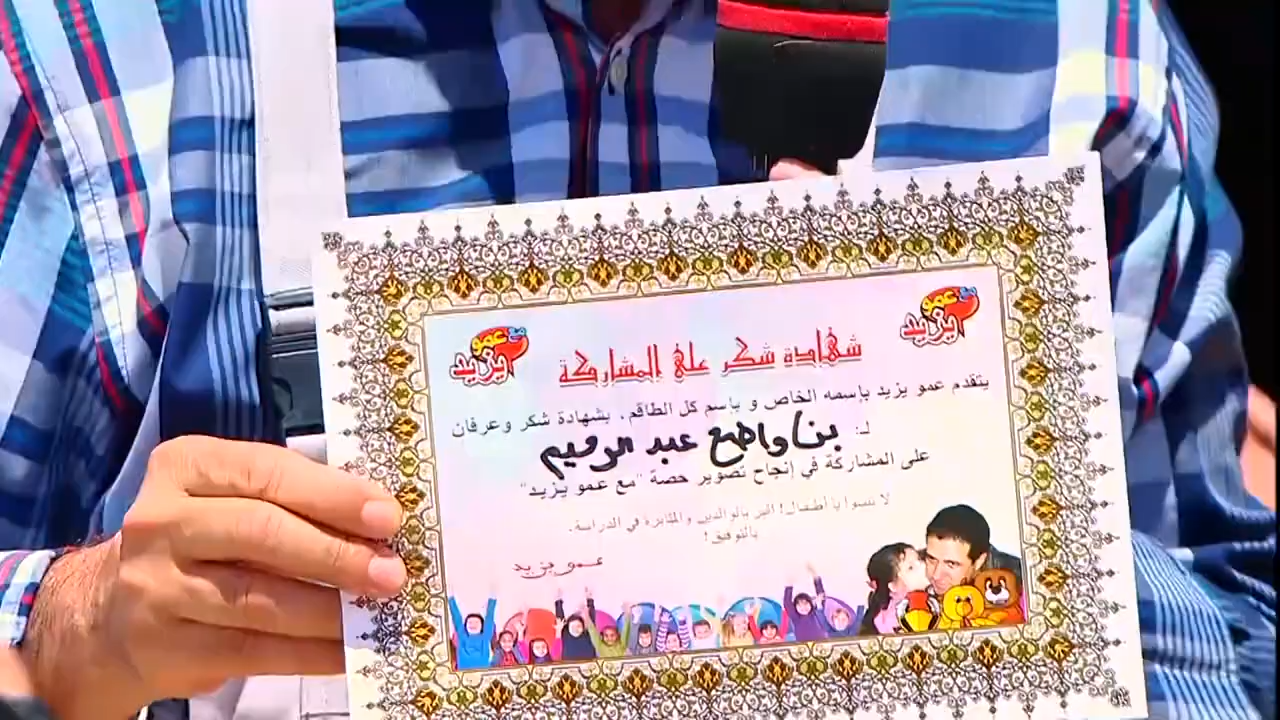 مع عمو يزيد
مع عمو يزيد
شهادة شكر على المشاركة
يتقدم عمو يزيد بإسمه الخاص و بإسم كل الطاقم، بشهادة شكر وعرفان
لـ: بن واضح عبد الرحيم
على المشاركة في إنجاح تصوير حصة "مع عمو يزيد"
لا تنسوا يا أطفال! البر بالوالدين والمثابرة في الدراسة.
بالتوفيق!
عمو يزيد